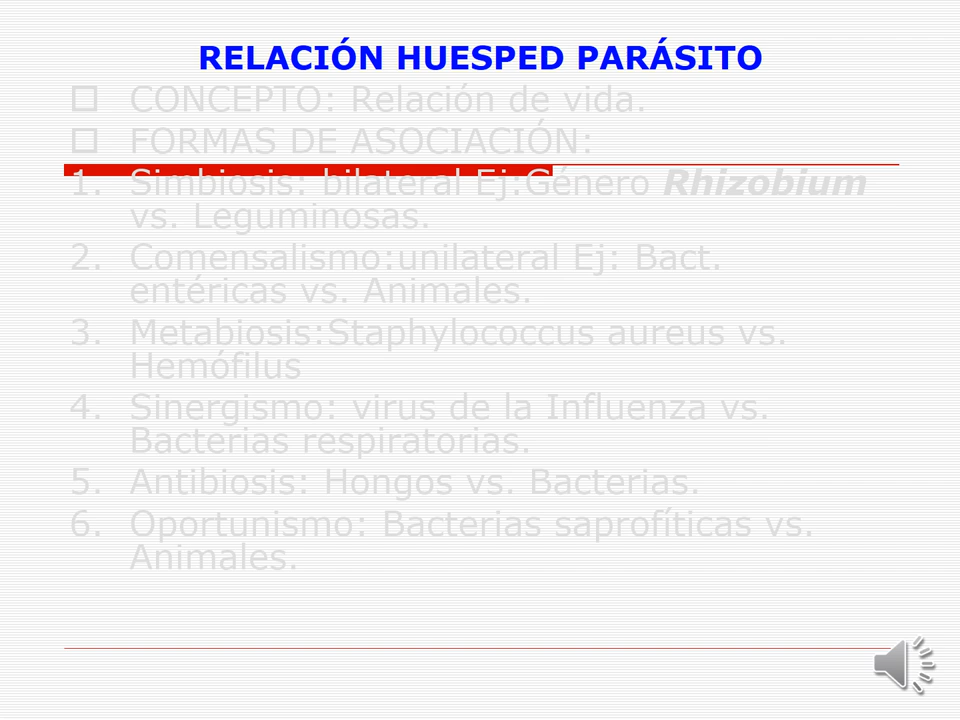 RELACIÓN HUESPED PARÁSITO
CONCEPTO: Relación de vida.
FORMAS DE ASOCIACIÓN:
1. Simbiosis: bilateral Ej:Género Rhizobium
vs. Leguminosas.
2. Comensalismo:unilateral Ej: Bact.
entéricas vs. Animales.
3. Metabiosis:Staphylococcus aureus vs.
Hemófilus
4. Sinergismo: virus de la Influenza vs.
Bacterias respiratorias.
5. Antibiosis: Hongos vs. Bacterias.
6. Oportunismo: Bacterias saprofíticas vs.
Animales.